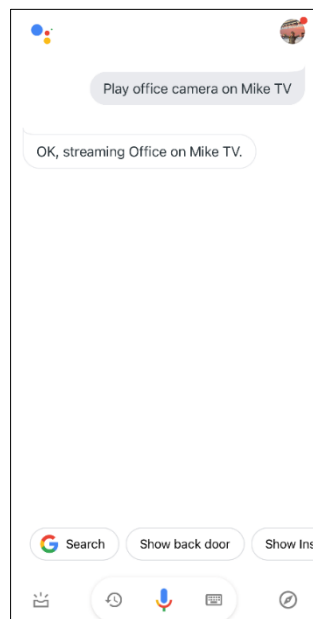 Play office camera on Mike TV
OK, streaming Office on Mike TV.
Search
Show back door
Show Ins